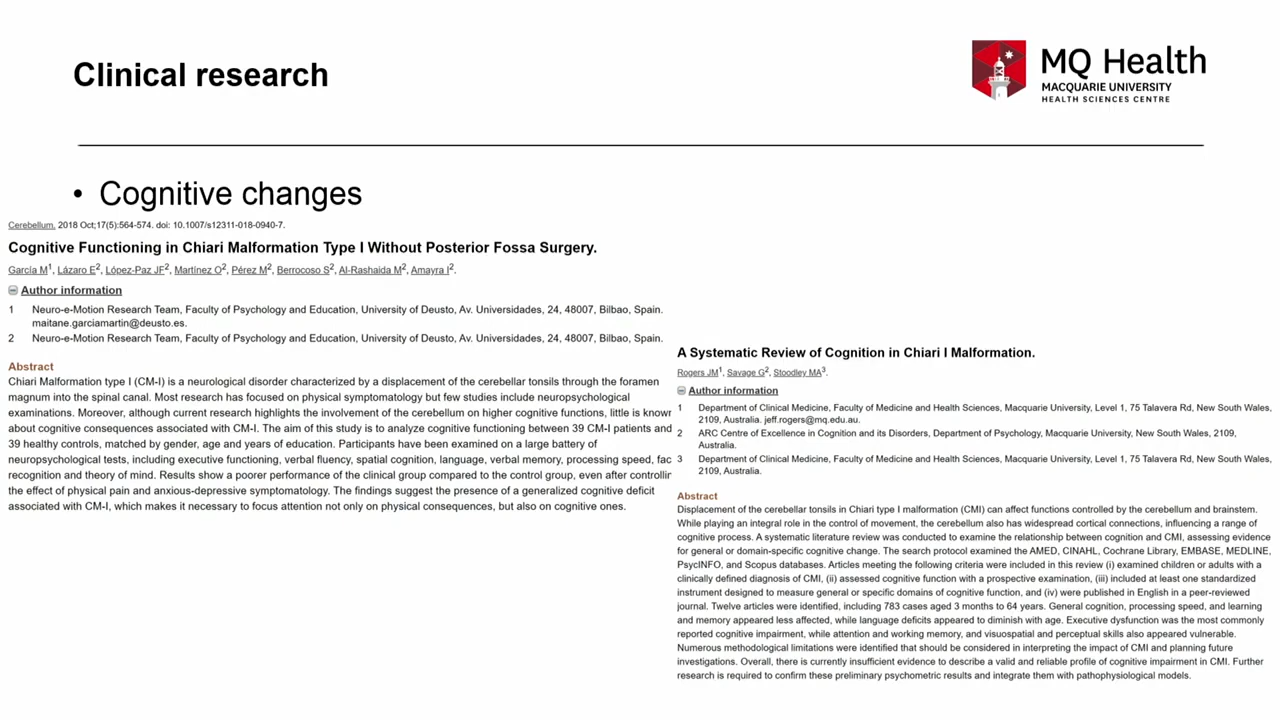 Clinical research
MQ Health
MACQUARIE UNIVERSITY
HEALTH SCIENCES CENTRE
• Cognitive changes
Cerebellum. 2018 Oct;17(5):564-574. doi: 10.1007/s12311-018-0940-7.
Cognitive Functioning in Chiari Malformation Type I Without Posterior Fossa Surgery.
García M1, Lázaro E2, López-Paz JF2, Martínez O2, Pérez M2, Berrocoso S2, Al-Rashaida M2, Amayra I2.
Author information
1 Neuro-e-Motion Research Team, Faculty of Psychology and Education, University of Deusto, Av. Universidades, 24, 48007, Bilbao, Spain.
maitane.garciamartin@deusto.es.
2 Neuro-e-Motion Research Team, Faculty of Psychology and Education, University of Deusto, Av. Universidades, 24, 48007, Bilbao, Spain.
Abstract
Chiari Malformation type I (CM-I) is a neurological disorder characterized by a displacement of the cerebellar tonsils through the foramen
magnum into the spinal canal. Most research has focused on physical symptomatology but few studies include neuropsychological
examinations. Moreover, although current research highlights the involvement of the cerebellum on higher cognitive functions, little is known
about cognitive consequences associated with CM-I. The aim of this study is to analyze cognitive functioning between 39 CM-I patients and
39 healthy controls, matched by gender, age and years of education. Participants have been examined on a large battery of
neuropsychological tests, including executive functioning, verbal fluency, spatial cognition, language, verbal memory, processing speed, fac
recognition and theory of mind. Results show a poorer performance of the clinical group compared to the control group, even after controllin
the effect of physical pain and anxious-depressive symptomatology. The findings suggest the presence of a generalized cognitive deficit
associated with CM-I, which makes it necessary to focus attention not only on physical consequences, but also on cognitive ones.
A Systematic Review of Cognition in Chiari I Malformation.
Rogers JM1, Savage G2, Stoodley MA3.
Author information
1 Department of Clinical Medicine, Faculty of Medicine and Health Sciences, Macquarie University, Level 1, 75 Talavera Rd, New South Wales,
2109, Australia. jeff.rogers@mq.edu.au.
2 ARC Centre of Excellence in Cognition and its Disorders, Department of Psychology, Macquarie University, New South Wales, 2109,
Australia.
3 Department of Clinical Medicine, Faculty of Medicine and Health Sciences, Macquarie University, Level 1, 75 Talavera Rd, New South Wales,
2109, Australia.
Abstract
Displacement of the cerebellar tonsils in Chiari type I malformation (CMI) can affect functions controlled by the cerebellum and brainstem.
While playing an integral role in the control of movement, the cerebellum also has widespread cortical connections, influencing a range of
cognitive process. A systematic literature review was conducted to examine the relationship between cognition and CMI, assessing evidence
for general or domain-specific cognitive change. The search protocol examined the AMED, CINAHL, Cochrane Library, EMBASE, MEDLINE,
PsycINFO, and Scopus databases. Articles meeting the following criteria were included in this review (i) examined children or adults with a
clinically defined diagnosis of CMI, (ii) assessed cognitive function with a prospective examination, (iii) included at least one standardized
instrument designed to measure general or specific domains of cognitive function, and (iv) were published in English in a peer-reviewed
journal. Twelve articles were identified, including 783 cases aged 3 months to 64 years. General cognition, processing speed, and learning
and memory appeared less affected, while language deficits appeared to diminish with age. Executive dysfunction was the most commonly
reported cognitive impairment, while attention and working memory, and visuospatial and perceptual skills also appeared vulnerable.
Numerous methodological limitations were identified that should be considered in interpreting the impact of CMI and planning future
investigations. Overall, there is currently insufficient evidence to describe a valid and reliable profile of cognitive impairment in CMI. Further
research is required to confirm these preliminary psychometric results and integrate them with pathophysiological models.